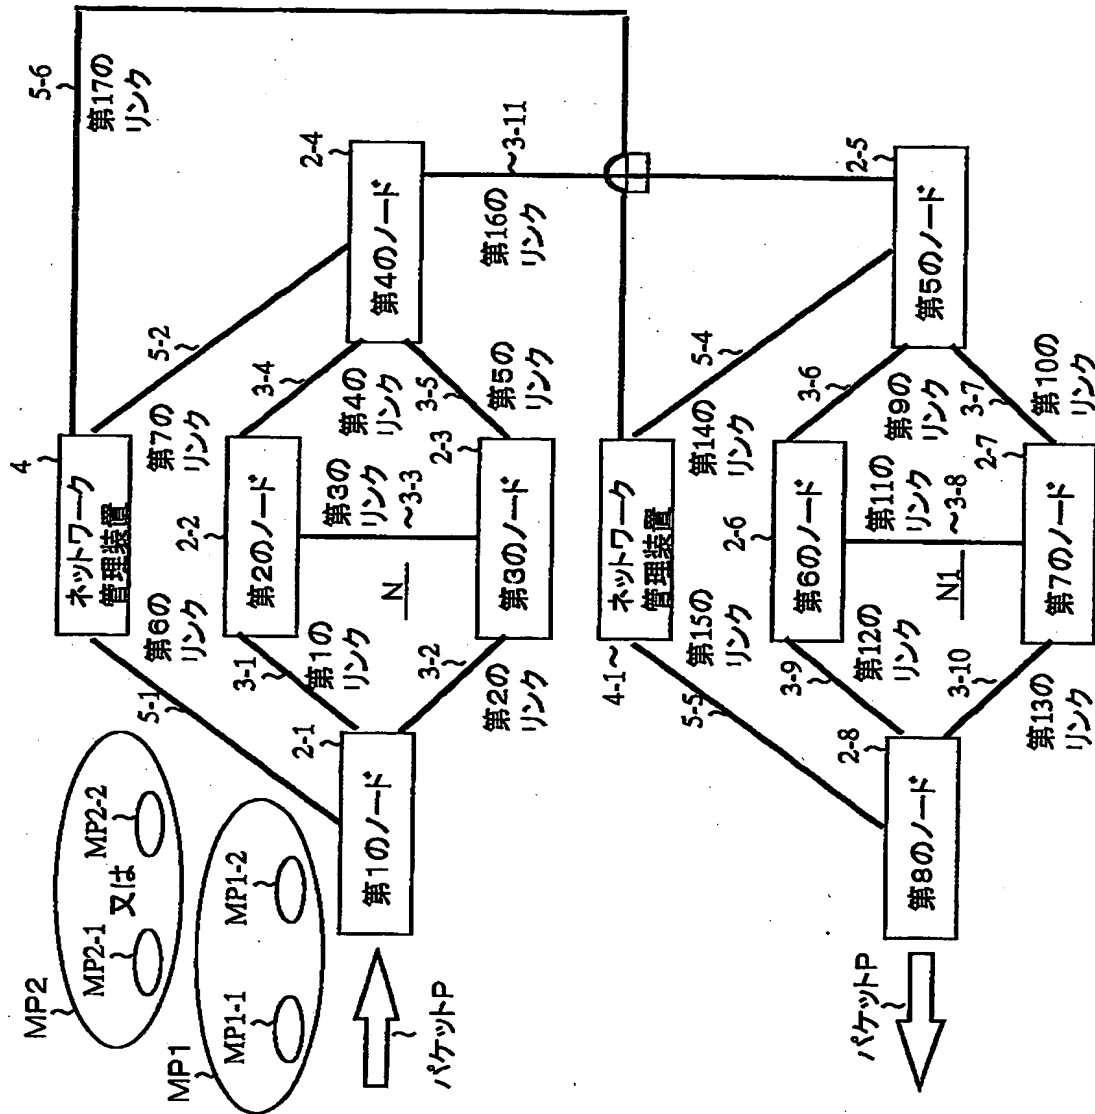 MP2
MP2-1
又は
MP2-2
MP1
MP1-1
MP1-2
パケットP
第1のノード
2-1
5-1
第6の
リンク
3-1
第1の
リンク
3-2
第2の
リンク
4
ネットワーク
管理装置
2-2
第2のノード
N
第3の
リンク
3-3
2-3
第3のノード
第7の
リンク
5-2
3-4
第4の
リンク
3-5
第5の
リンク
2-4
第4のノード
5-6
第17の
リンク
3-11
第16の
リンク
パケットP
第8のノード
2-8
4-1
5-5
第15の
リンク
3-9
第12の
リンク
3-10
第13の
リンク
ネットワーク
管理装置
2-6
第6のノード
N1
第11の
リンク
3-8
2-7
第7のノード
第14の
リンク
5-4
3-6
第9の
リンク
3-7
第10の
リンク
2-5
第5のノード